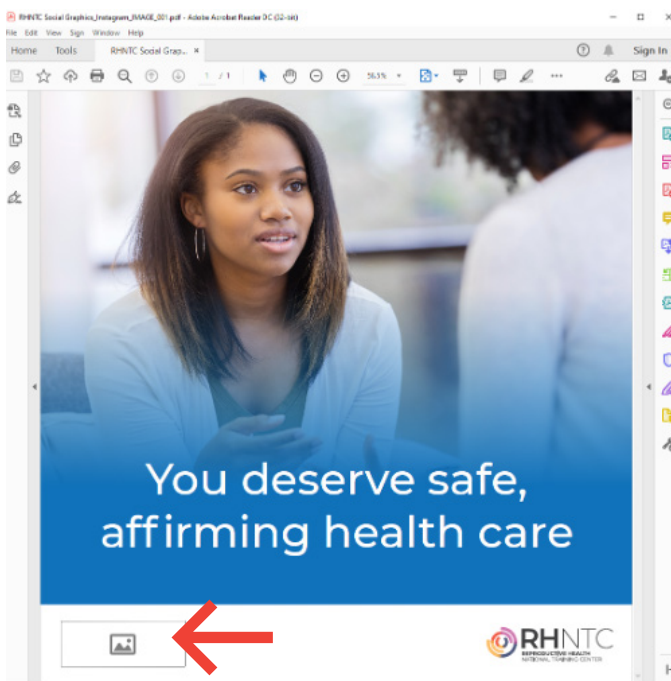 RHNTC Social Graphics_Instagram_IMAGE_001.pdf - Adobe Acrobat Reader DC (32-bit)
File Edit View Sign Window Help
Home Tools RHNTC Social Grap... ×
Sign In
1 / 1
56.5%
You deserve safe,
affirming health care
RHNTC
REPRODUCTIVE HEALTH
NATIONAL TRAINING CENTER